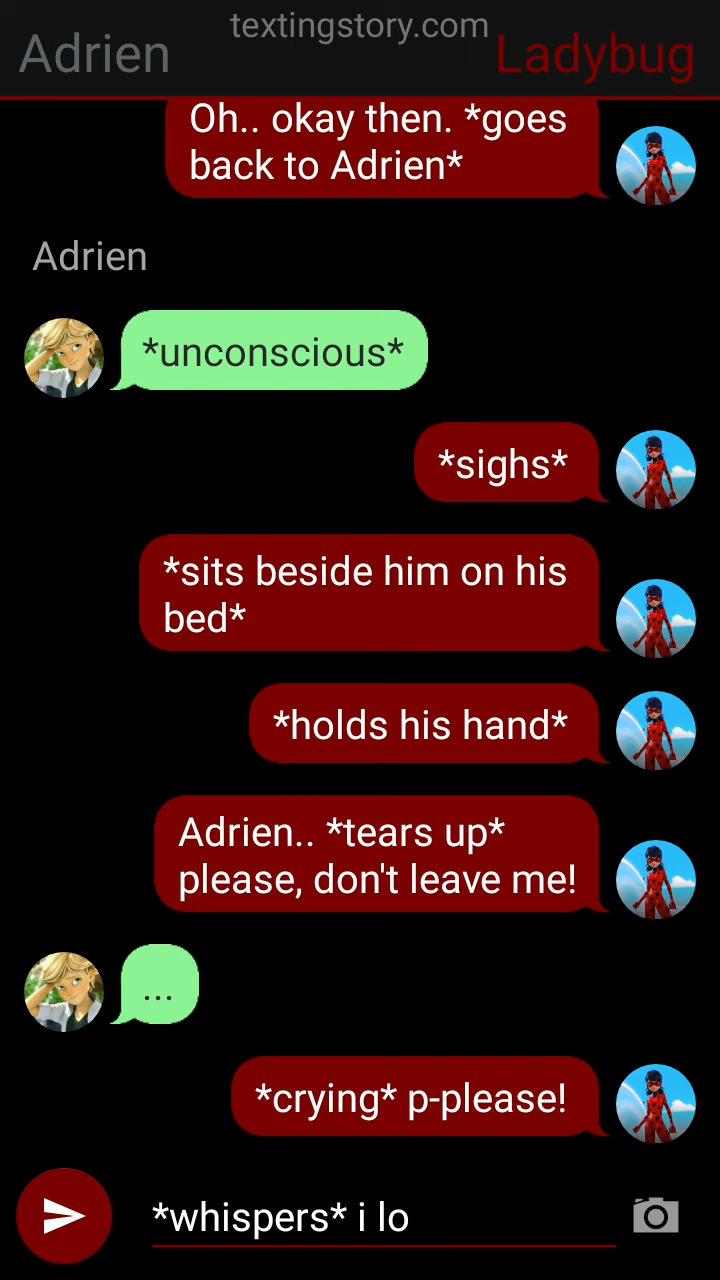 textingstory.com
Adrien
Ladybug
Oh.. okay then. *goes
back to Adrien*
Adrien
*unconscious*
*sighs*
*sits beside him on his
bed*
*holds his hand*
Adrien.. *tears up*
please, don't leave me!
...
*crying* p-please!
*whispers* i lo